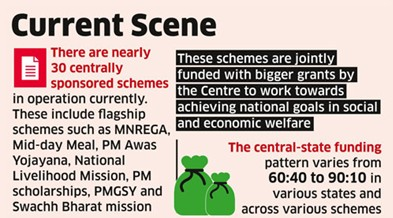 Current Scene
There are nearly
30 centrally
sponsored schemes
in operation currently.
These include flagship
schemes such as MNREGA,
Mid-day Meal, PM Awas
Yojayana, National
Livelihood Mission, PM
scholarships, PMGSY and
Swachh Bharat mission
These schemes are jointly
funded with bigger grants by
the Centre to work towards
achieving national goals in social
and economic welfare
The central-state funding
pattern varies from
60:40 to 90:10 in
various states and
across various schemes